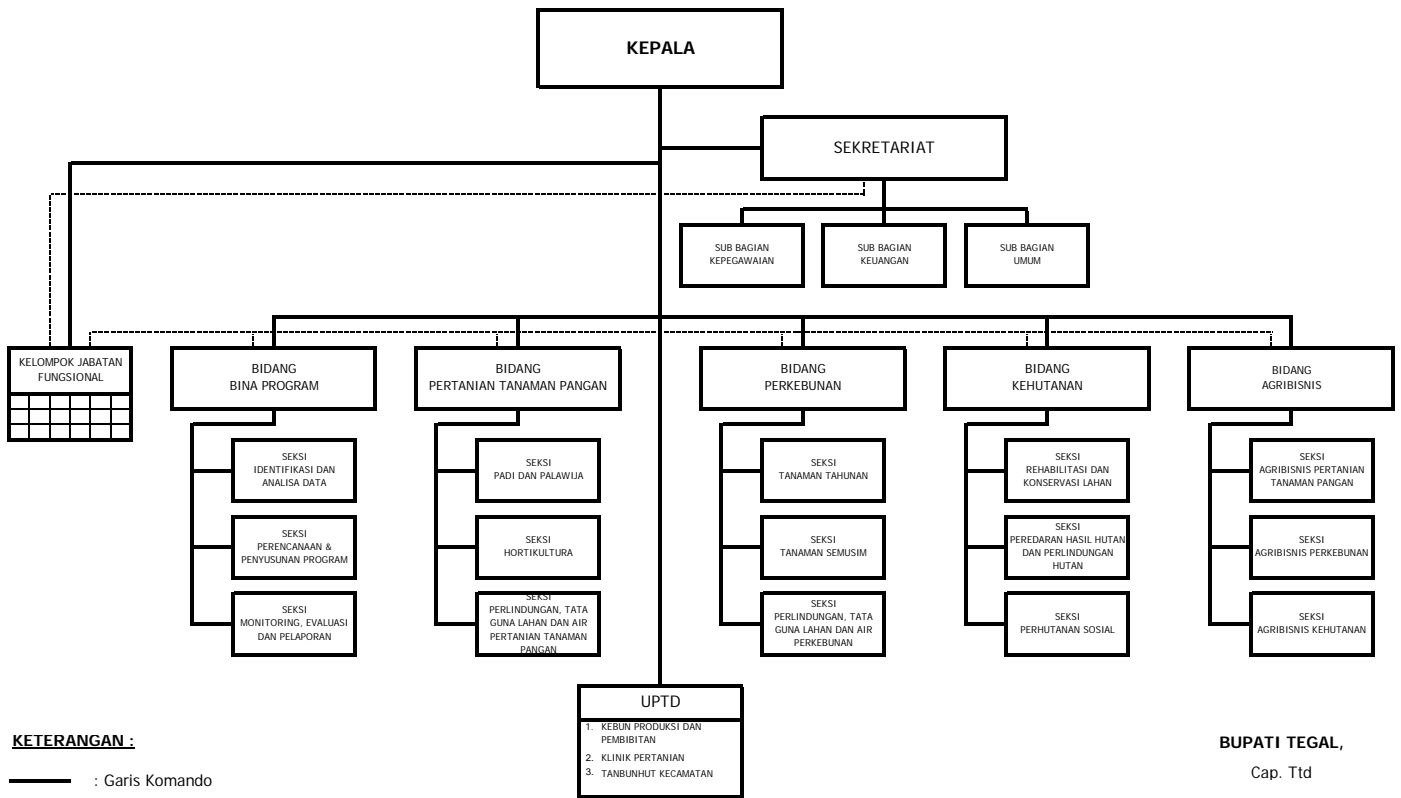 KEPALA
SEKRETARIAT
SUB BAGIAN
KEPEGAWAIAN
SUB BAGIAN
KEUANGAN
SUB BAGIAN
UMUM
KELOMPOK JABATAN
FUNGSIONAL
BIDANG
BINA PROGRAM
BIDANG
PERTANIAN TANAMAN PANGAN
BIDANG
PERKEBUNAN
BIDANG
KEHUTANAN
BIDANG
AGRIBISNIS
SEKSI
IDENTIFIKASI DAN
ANALISA DATA
SEKSI
PERENCANAAN &
PENYUSUNAN PROGRAM
SEKSI
MONITORING, EVALUASI
DAN PELAPORAN
SEKSI
PADI DAN PALAWIJA
SEKSI
HORTIKULTURA
SEKSI
PERLINDUNGAN, TATA
GUNA LAHAN DAN AIR
PERTANIAN TANAMAN
PANGAN
SEKSI
TANAMAN TAHUNAN
SEKSI
TANAMAN SEMUSIM
SEKSI
PERLINDUNGAN, TATA
GUNA LAHAN DAN AIR
PERKEBUNAN
SEKSI
REHABILITASI DAN
KONSERVASI LAHAN
SEKSI
PEREDARAN HASIL HUTAN
DAN PERLINDUNGAN
HUTAN
SEKSI
PERHUTANAN SOSIAL
SEKSI
AGRIBISNIS PERTANIAN
TANAMAN PANGAN
SEKSI
AGRIBISNIS PERKEBUNAN
SEKSI
AGRIBISNIS KEHUTANAN
UPTD
1. KEBUN PRODUKSI DAN
PEMBIBITAN
2. KLINIK PERTANIAN
3. TANBUNHUT KECAMATAN
KETERANGAN :
: Garis Komando
BUPATI TEGAL,
Cap. Ttd